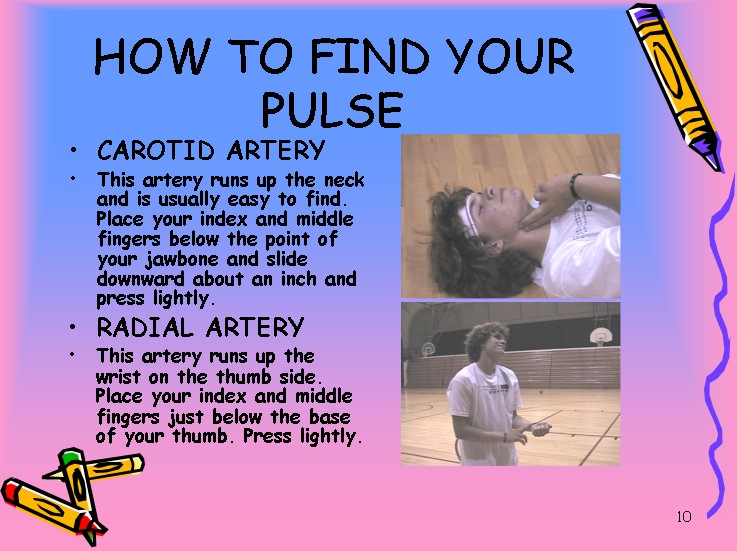 HOW TO FIND YOUR
PULSE
• CAROTID ARTERY
• This artery runs up the neck
and is usually easy to find.
Place your index and middle
fingers below the point of
your jawbone and slide
downward about an inch and
press lightly.
• RADIAL ARTERY
• This artery runs up the
wrist on the thumb side.
Place your index and middle
fingers just below the base
of your thumb. Press lightly.
10